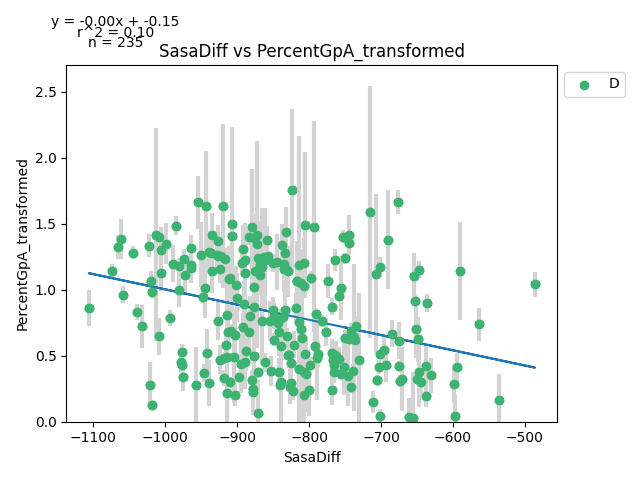 y = -0.00x + -0.15
r^2 = 0.10
n = 235
SasaDiff vs PercentGpA_transformed
D
PercentGpA_transformed
2.5
2.0
1.5
1.0
0.5
0.0
−1100 −1000 −900 −800 −700 −600 −500
SasaDiff